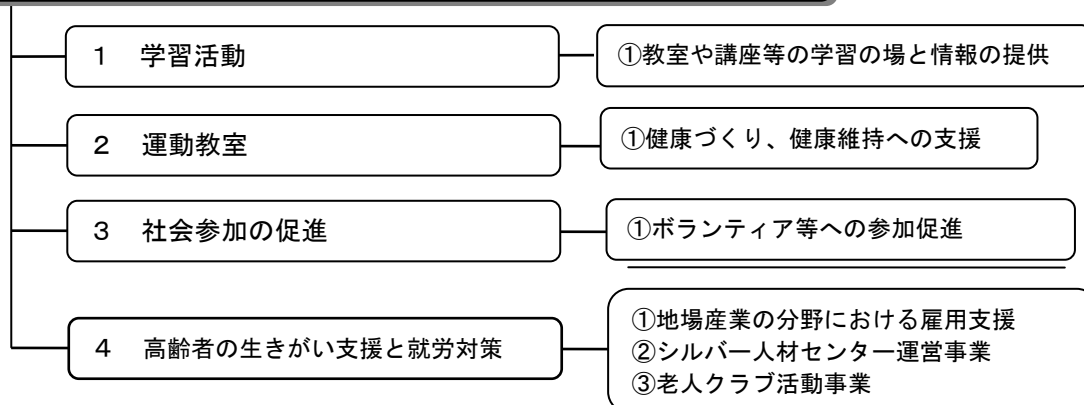 １　学習活動
①教室や講座等の学習の場と情報の提供
２　運動教室
①健康づくり、健康維持への支援
３　社会参加の促進
①ボランティア等への参加促進
４　高齢者の生きがい支援と就労対策
①地場産業の分野における雇用支援
②シルバー人材センター運営事業
③老人クラブ活動事業